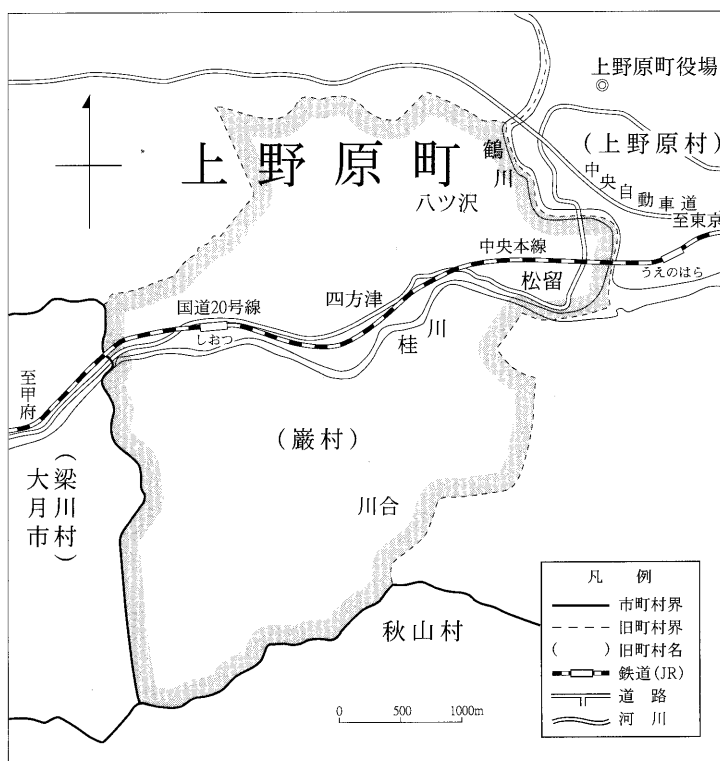 上野原町役場
(上野原村)
上野原町
鶴川
中央自動車道
至東京
八ツ沢
中央本線
うえのはら
松留
四方津
国道20号線
しおつ
桂川
至甲府
(巌村)
(梁川村)
大月市
川合
秋山村
0 500 1000m
凡 例
市町村界
旧町村界
( ) 旧町村名
鉄道(JR)
道 路
河 川